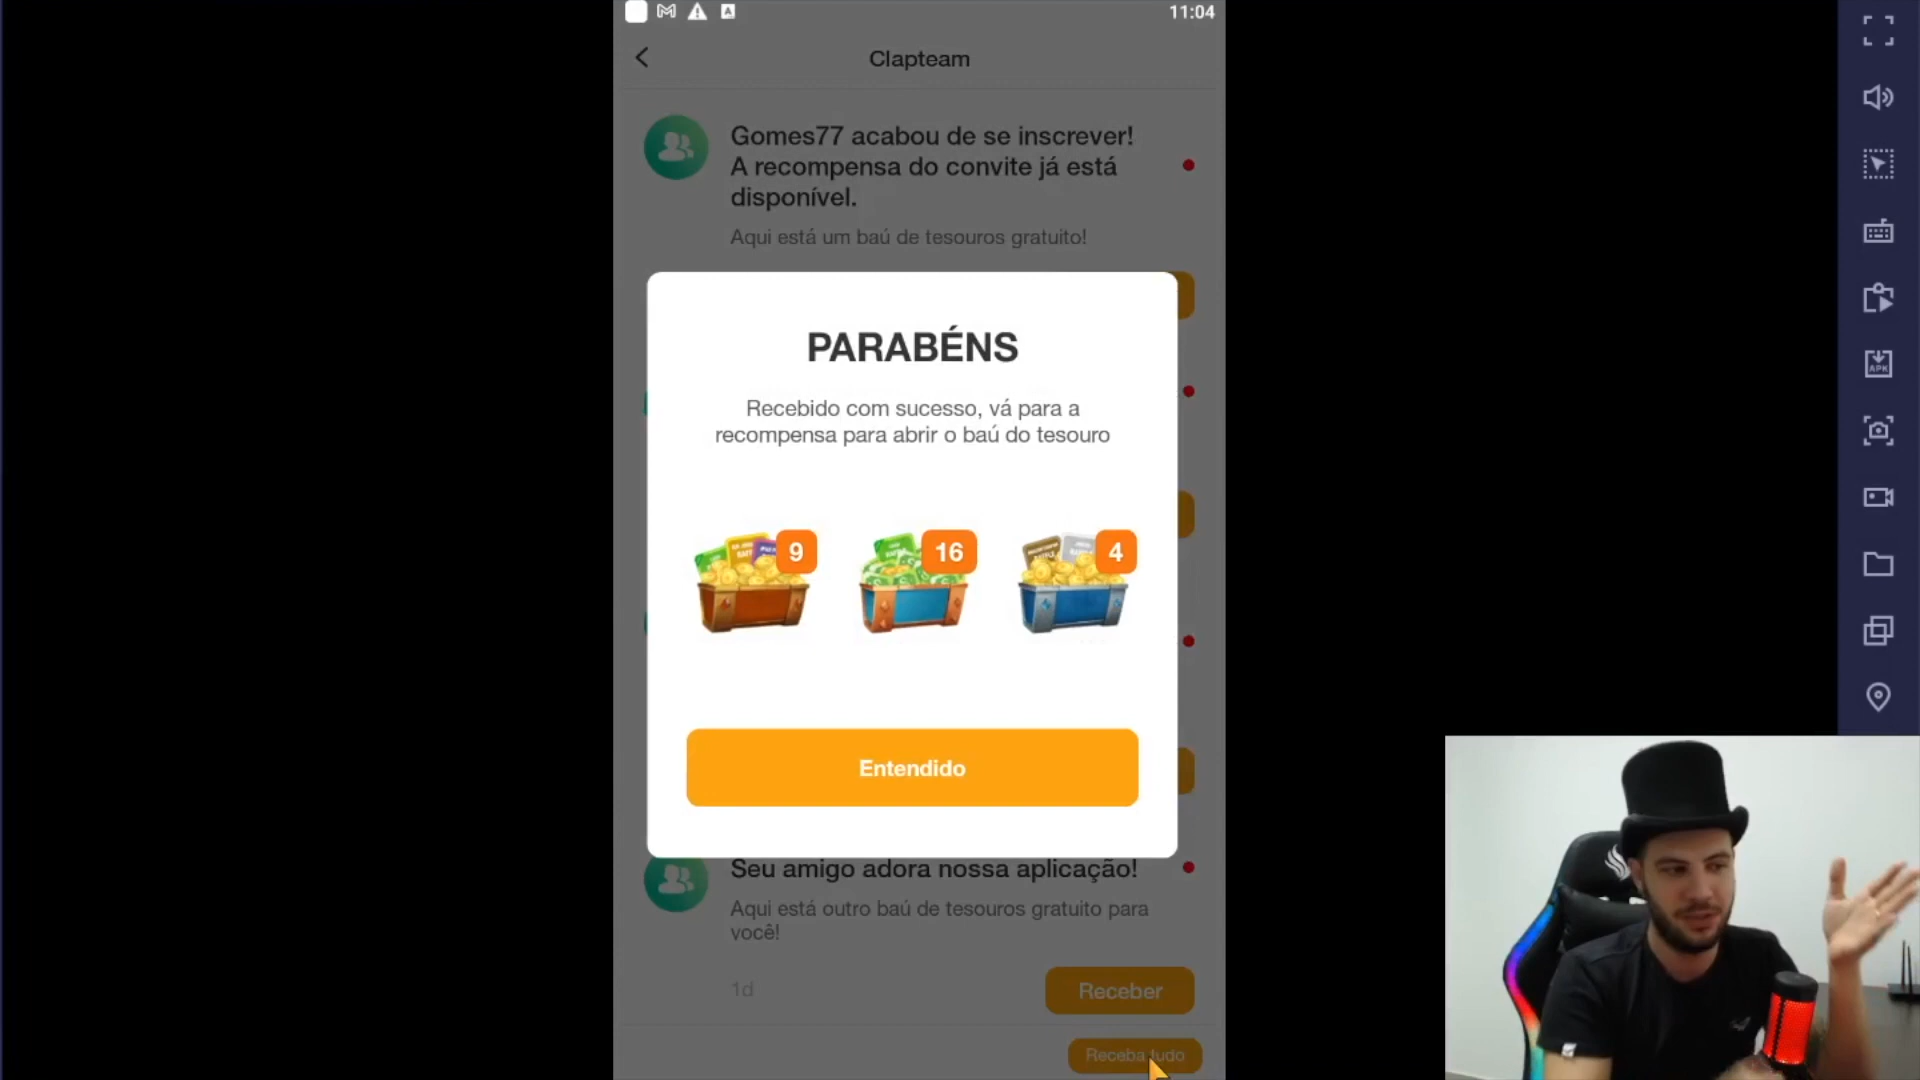 11:04
Clapteam
Gomes77 acabou de se inscrever!
A recompensa do convite já está
disponível.
Aqui está um baú de tesouros gratuito!
PARABÉNS
Recebido com sucesso, vá para a
recompensa para abrir o baú do tesouro
9
16
4
Entendido
Seu amigo adora nossa aplicação!
Aqui está outro baú de tesouros gratuito para
você!
1d
Receber
Receba tudo
APK